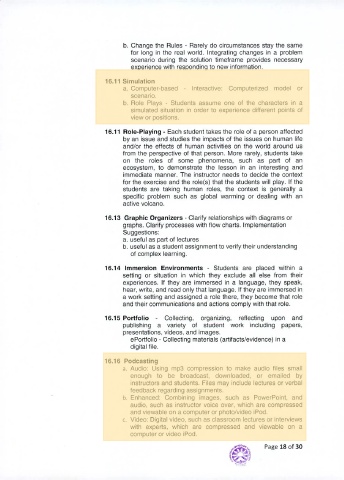 b. Change the Rules - Rarely do circumstances stay the same
for long in the real world. Integrating changes in a problem
scenario during the solution timeframe provides necessary
experience with responding to new information.
16.11 Simulation
a. Computer-based - Interactive: Computerized model or
scenario.
b. Role Plays - Students assume one of the characters in a
simulated situation in order to experience different points of
view or positions.
16.11 Role-Playing - Each student takes the role of a person affected
by an issue and studies the impacts of the issues on human life
and/or the effects of human activities on the world around us
from the perspective of that person. More rarely, students take
on the roles of some phenomena, such as part of an
ecosystem, to demonstrate the lesson in an interesting and
immediate manner. The instructor needs to decide the context
for the exercise and the role(s) that the students will play. If the
students are taking human roles, the context is generally a
specific problem such as global warming or dealing with an
active volcano.
16.13 Graphic Organizers - Clarify relationships with diagrams or
graphs. Clarify processes with flow charts. Implementation
Suggestions:
a. useful as part of lectures
b. useful as a student assignment to verify their understanding
of complex learning.
16.14 Immersion Environments - Students are placed within a
setting or situation in which they exclude all else from their
experiences. If they are immersed in a language, they speak,
hear, write, and read only that language. If they are immersed in
a work setting and assigned a role there, they become that role
and their communications and actions comply with that role.
16.15 Portfolio - Collecting, organizing, reflecting upon and
publishing a variety of student work including papers,
presentations, videos, and images.
ePortfolio - Collecting materials (artifacts/evidence) in a
digital file.
16.16 Podcasting
a. Audio: Using mp3 compression to make audio files small
enough to be broadcast, downloaded, or emailed by
instructors and students. Files may include lectures or verbal
feedback regarding assignments.
b. Enhanced: Combining images, such as PowerPoint, and
audio, such as instructor voice over, which are compressed
and viewable on a computer or photo/video iPod.
c. Video: Digital video, such as classroom lectures or interviews
with experts, which are compressed and viewable on a
computer or video iPod.
Page 18 of 30